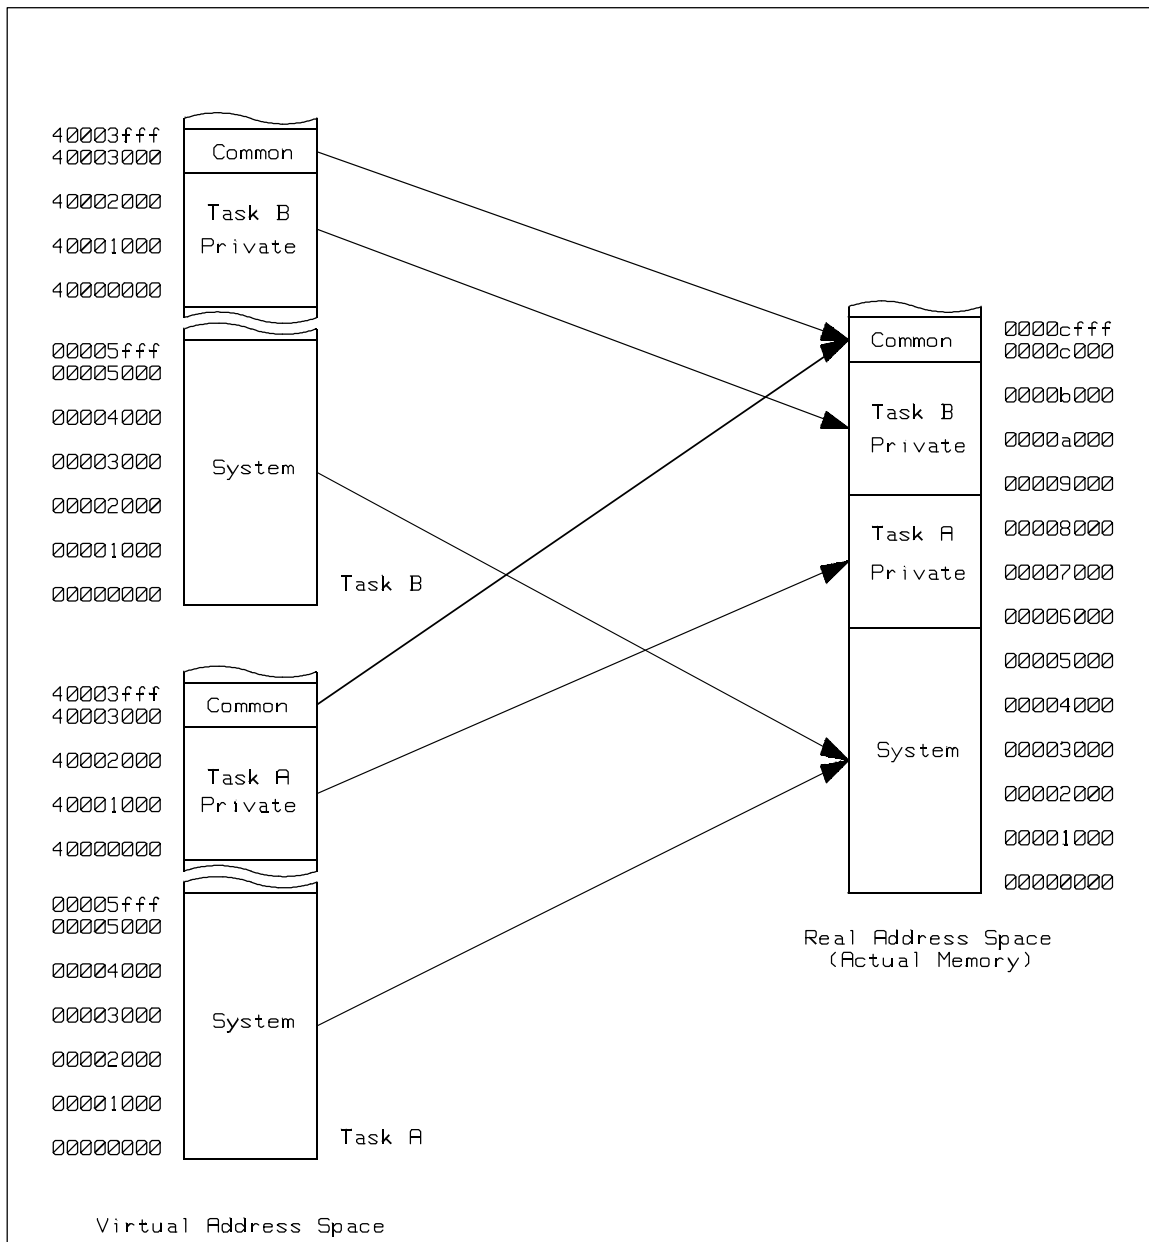 40003fff
40003000
Common
40002000
Task B
Private
40001000
40000000
00005fff
00005000
00004000
00003000
System
00002000
00001000
00000000
Task B
40003fff
40003000
Common
40002000
Task A
Private
40001000
40000000
00005fff
00005000
00004000
00003000
System
00002000
00001000
00000000
Task A
Virtual Address Space
0000cfff
0000c000
Common
0000b000
Task B
Private
0000a000
00009000
00008000
Task A
Private
00007000
00006000
00005000
00004000
00003000
System
00002000
00001000
00000000
Real Address Space
(Actual Memory)